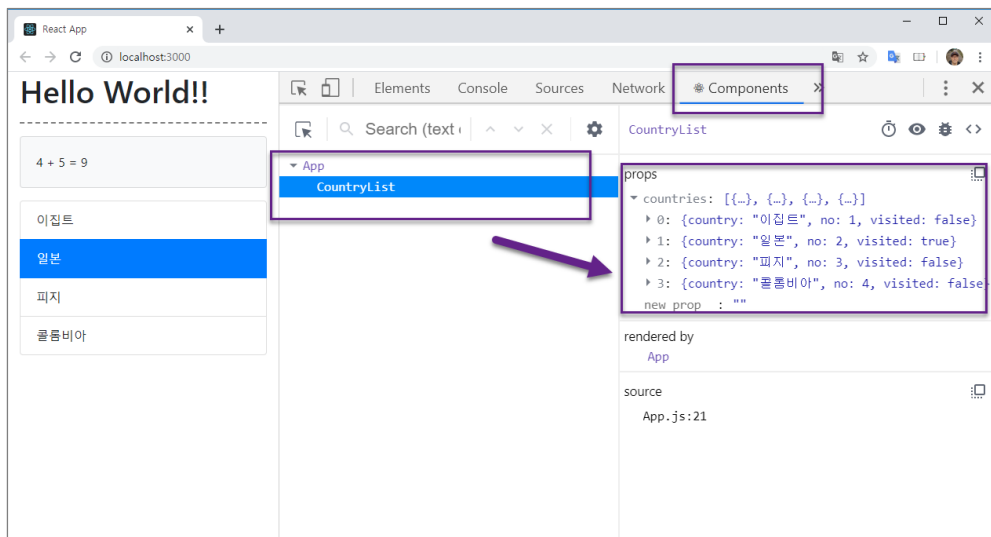 React App
localhost:3000
Hello World!!
4 + 5 = 9
이집트
일본
피지
콜롬비아
Elements Console Sources Network Components »
Search (text
App
CountryList
CountryList
props
countries: [{…}, {…}, {…}, {…}]
0: {country: "이집트", no: 1, visited: false}
1: {country: "일본", no: 2, visited: true}
2: {country: "피지", no: 3, visited: false}
3: {country: "콜롬비아", no: 4, visited: false
new prop : ""
rendered by
App
source
App.js:21